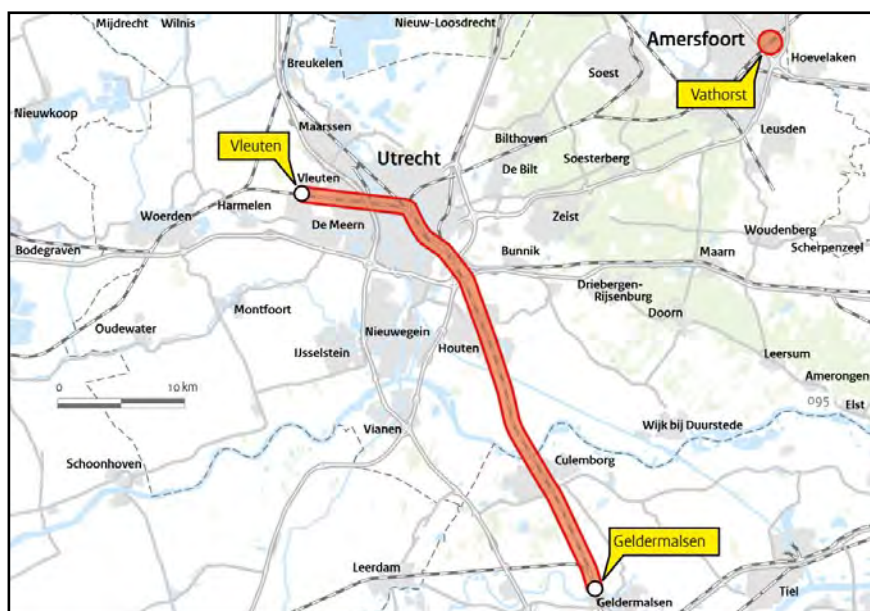 Mijdrecht
Wilnis
Nieuw-Loosdrecht
Amersfoort
Hoevelaken
Breukelen
Soest
Vathorst
Nieuwkoop
Maarssen
Leusden
Bilthoven
Vleuten
Utrecht
De Bilt
Soesterberg
Vleuten
Harmelen
Woerden
De Meern
Zeist
Woudenberg
Scherpenzeel
Bodegraven
Bunnik
Maarn
Driebergen-
Rijsenburg
Montfoort
Doorn
Oudewater
Nieuwegein
IJsselstein
Houten
Leersum
Amerongen
0 10 km
095
Elst
Vianen
Wijk bij Duurstede
Schoonhoven
Culemborg
Geldermalsen
Leerdam
Geldermalsen
Tiel